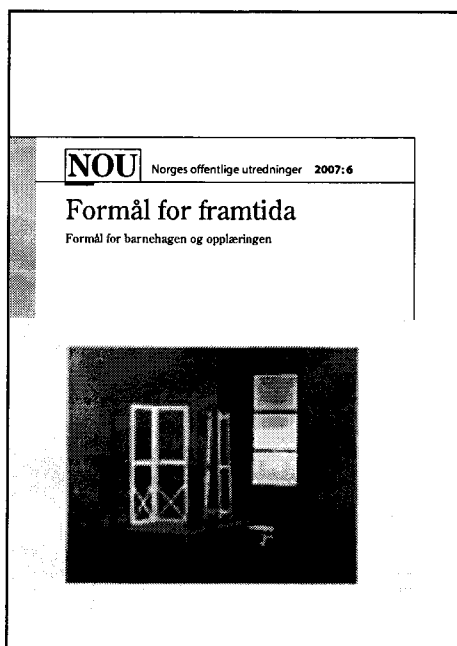 NOU Norges offentlige utredninger 2007:6
Formål for framtida
Formål for barnehagen og opplæringen